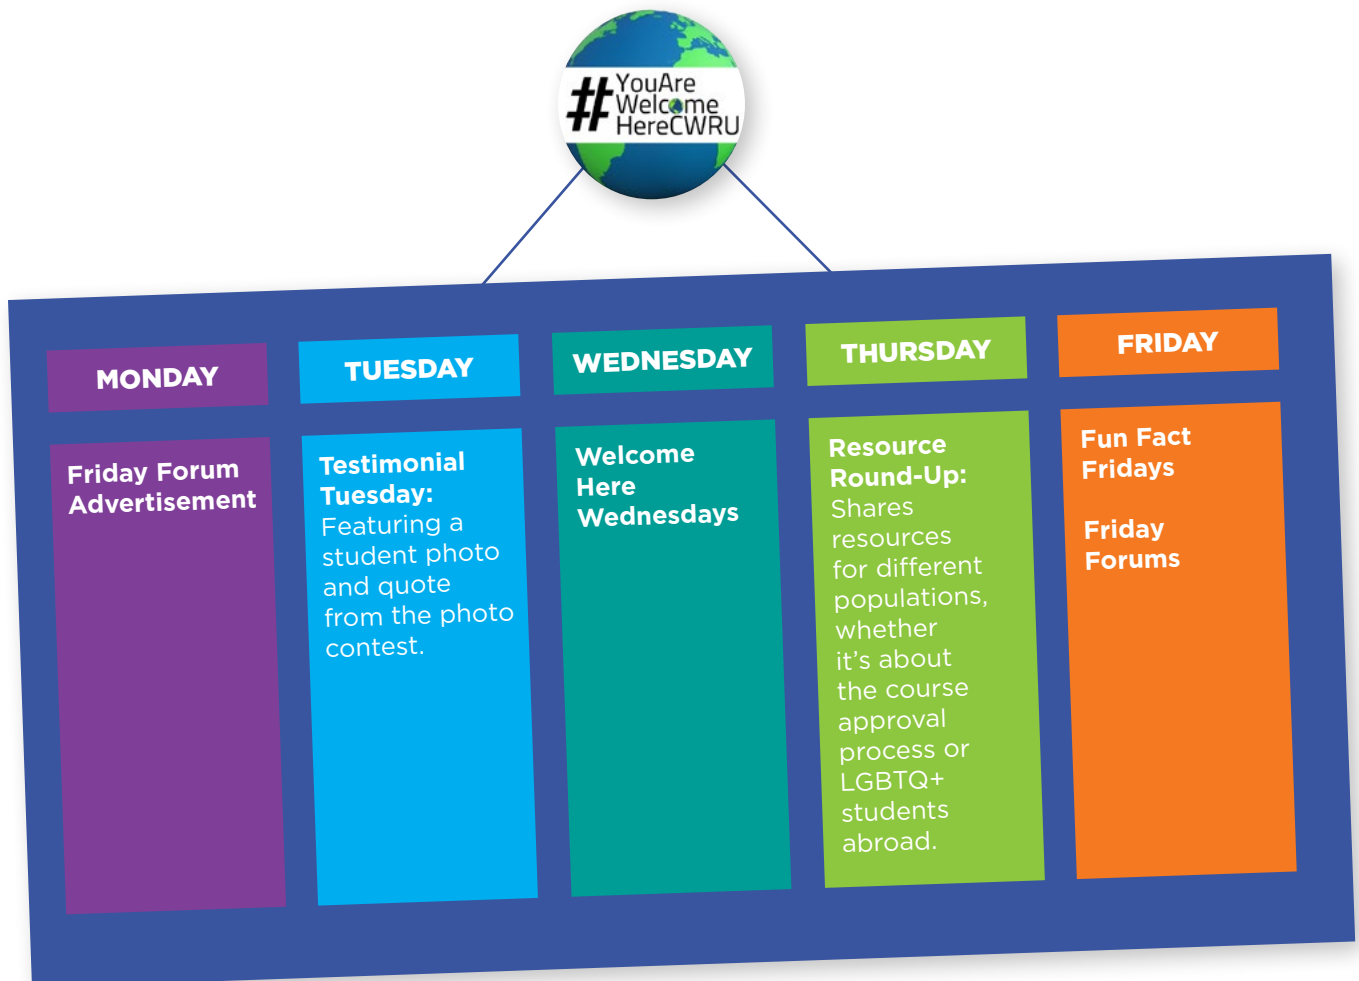 #YouAre
Welcome
HereCWRU
MONDAY
TUESDAY
WEDNESDAY
THURSDAY
FRIDAY
Friday Forum
Advertisement
Testimonial
Tuesday:
Featuring a
student photo
and quote
from the photo
contest.
Welcome
Here
Wednesdays
Resource
Round-Up:
Shares
resources
for different
populations,
whether
it’s about
the course
approval
process or
LGBTQ+
students
abroad.
Fun Fact
Fridays
Friday
Forums